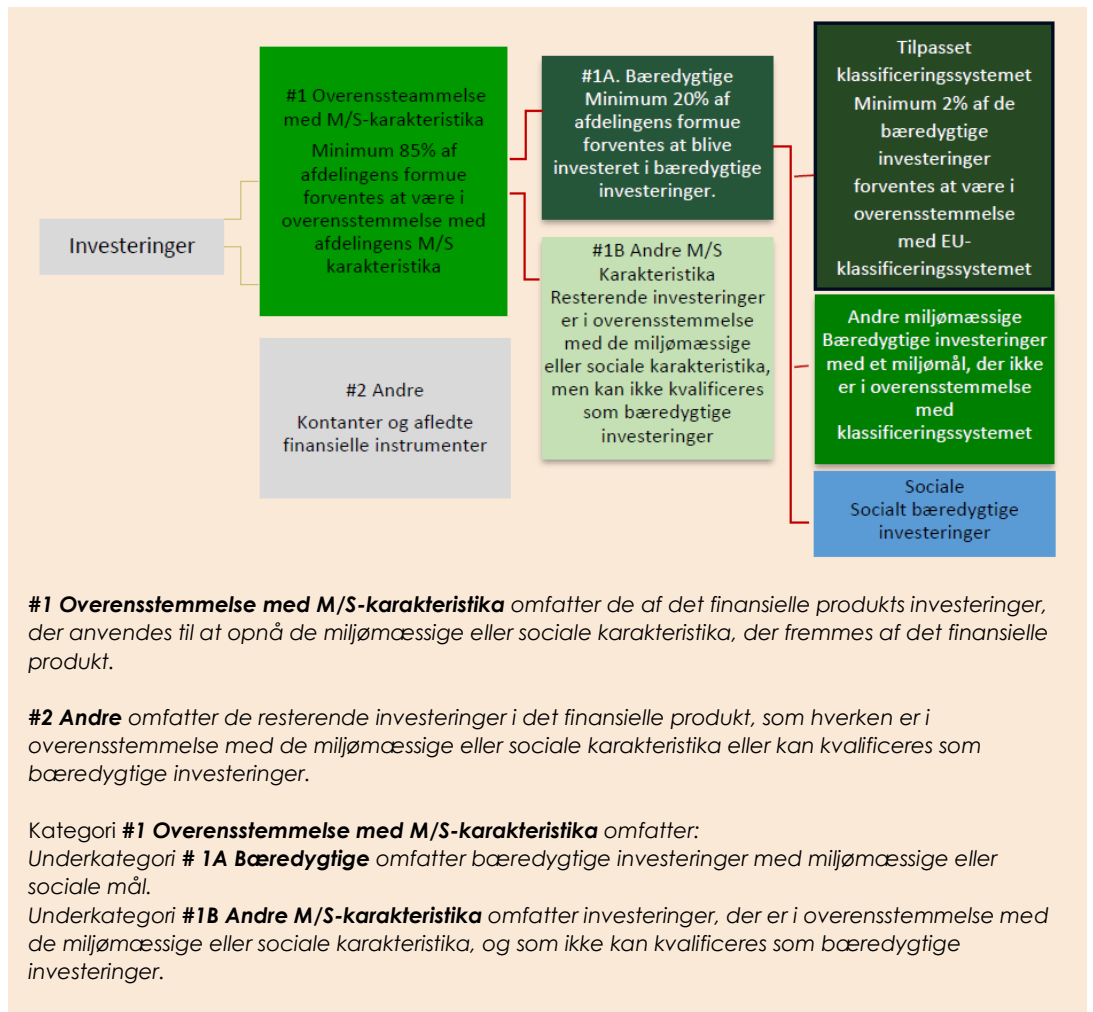 Investeringer
#1 Overenssteammelse
med M/S-karakteristika
Minimum 85% af
afdelingens formue
forventes at være i
overensstemmelse med
afdelingens M/S
karakteristika
#2 Andre
Kontanter og afledte
finansielle instrumenter
#1A. Bæredygtige
Minimum 20% af
afdelingens formue
forventes at blive
investeret i bæredygtige
investeringer.
#1B Andre M/S
Karakteristika
Resterende investeringer
er i overensstemmelse
med de miljømæssige
eller sociale karakteristika,
men kan ikke kvalificeres
som bæredygtige
investeringer
Tilpasset
klassificeringssystemet
Minimum 2% af de
bæredygtige
investeringer
forventes at være i
overensstemmelse
med EU-
klassificeringssystemet
Andre miljømæssige
Bæredygtige investeringer
med et miljømål, der ikke
er i overensstemmelse
med
klassificeringssystemet
Sociale
Socialt bæredygtige
investeringer
#1 Overensstemmelse med M/S-karakteristika omfatter de af det finansielle produkts investeringer,
der anvendes til at opnå de miljømæssige eller sociale karakteristika, der fremmes af det finansielle
produkt.
#2 Andre omfatter de resterende investeringer i det finansielle produkt, som hverken er i
overensstemmelse med de miljømæssige eller sociale karakteristika eller kan kvalificeres som
bæredygtige investeringer.
Kategori #1 Overensstemmelse med M/S-karakteristika omfatter:
Underkategori # 1A Bæredygtige omfatter bæredygtige investeringer med miljømæssige eller
sociale mål.
Underkategori #1B Andre M/S-karakteristika omfatter investeringer, der er i overensstemmelse med
de miljømæssige eller sociale karakteristika, og som ikke kan kvalificeres som bæredygtige
investeringer.